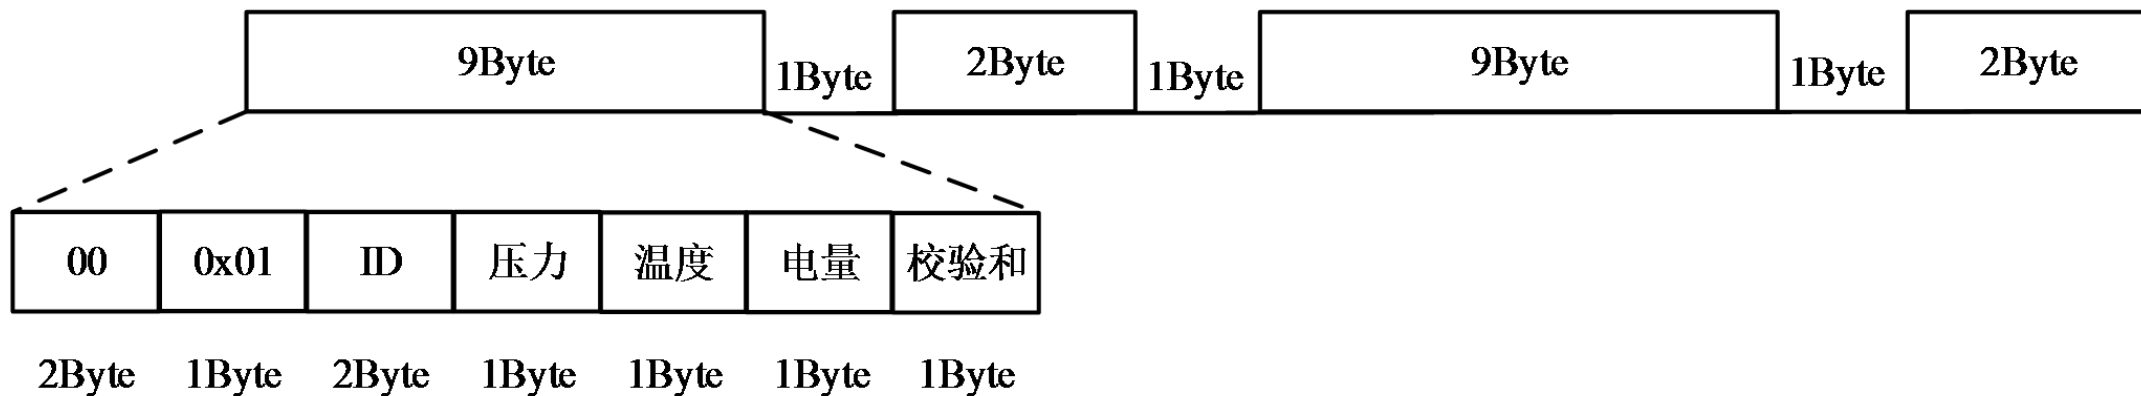 9Byte 1Byte 2Byte 1Byte 9Byte 1Byte 2Byte
00 0x01 ID 压力 温度 电量 校验和
2Byte 1Byte 2Byte 1Byte 1Byte 1Byte 1Byte